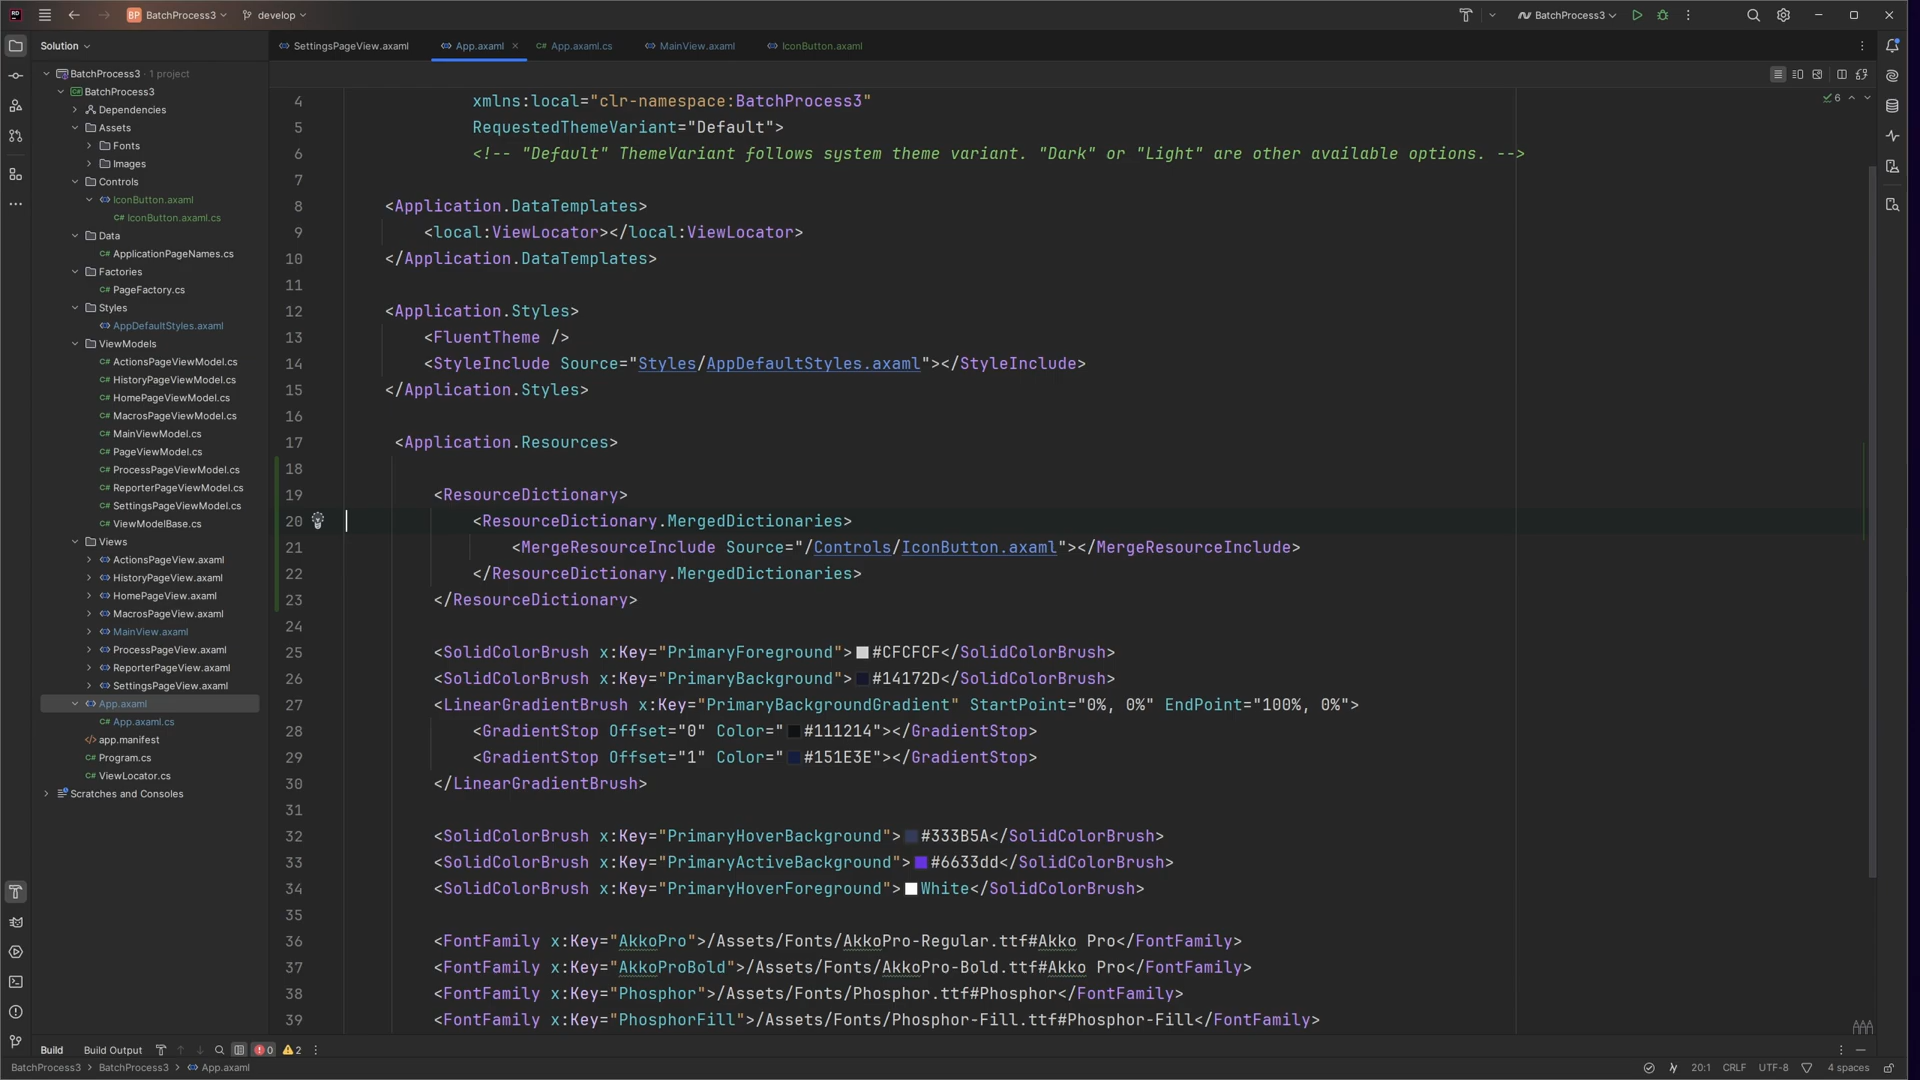 BP BatchProcess3 develop BatchProcess3
Solution
SettingsPageView.axaml App.axaml App.axaml.cs MainView.axaml IconButton.axaml
BatchProcess3 · 1 project
BatchProcess3
Dependencies
Assets
Fonts
Images
Controls
IconButton.axaml
C# IconButton.axaml.cs
Data
C# ApplicationPageNames.cs
Factories
C# PageFactory.cs
Styles
AppDefaultStyles.axaml
ViewModels
C# ActionsPageViewModel.cs
C# HistoryPageViewModel.cs
C# HomePageViewModel.cs
C# MacrosPageViewModel.cs
C# MainViewModel.cs
C# PageViewModel.cs
C# ProcessPageViewModel.cs
C# ReporterPageViewModel.cs
C# SettingsPageViewModel.cs
C# ViewModelBase.cs
Views
ActionsPageView.axaml
HistoryPageView.axaml
HomePageView.axaml
MacrosPageView.axaml
MainView.axaml
ProcessPageView.axaml
ReporterPageView.axaml
SettingsPageView.axaml
App.axaml
C# App.axaml.cs
app.manifest
C# Program.cs
C# ViewLocator.cs
Scratches and Consoles
6
4 xmlns:local="clr-namespace:BatchProcess3"
5 RequestedThemeVariant="Default">
6 <!-- "Default" ThemeVariant follows system theme variant. "Dark" or "Light" are other available options. -->
7
8 <Application.DataTemplates>
9 <local:ViewLocator></local:ViewLocator>
10 </Application.DataTemplates>
11
12 <Application.Styles>
13 <FluentTheme />
14 <StyleInclude Source="Styles/AppDefaultStyles.axaml"></StyleInclude>
15 </Application.Styles>
16
17 <Application.Resources>
18
19 <ResourceDictionary>
20 <ResourceDictionary.MergedDictionaries>
21 <MergeResourceInclude Source="/Controls/IconButton.axaml"></MergeResourceInclude>
22 </ResourceDictionary.MergedDictionaries>
23 </ResourceDictionary>
24
25 <SolidColorBrush x:Key="PrimaryForeground">#CFCFCF</SolidColorBrush>
26 <SolidColorBrush x:Key="PrimaryBackground">#14172D</SolidColorBrush>
27 <LinearGradientBrush x:Key="PrimaryBackgroundGradient" StartPoint="0%, 0%" EndPoint="100%, 0%">
28 <GradientStop Offset="0" Color="#111214"></GradientStop>
29 <GradientStop Offset="1" Color="#151E3E"></GradientStop>
30 </LinearGradientBrush>
31
32 <SolidColorBrush x:Key="PrimaryHoverBackground">#333B5A</SolidColorBrush>
33 <SolidColorBrush x:Key="PrimaryActiveBackground">#6633dd</SolidColorBrush>
34 <SolidColorBrush x:Key="PrimaryHoverForeground">White</SolidColorBrush>
35
36 <FontFamily x:Key="AkkoPro">/Assets/Fonts/AkkoPro-Regular.ttf#Akko Pro</FontFamily>
37 <FontFamily x:Key="AkkoProBold">/Assets/Fonts/AkkoPro-Bold.ttf#Akko Pro</FontFamily>
38 <FontFamily x:Key="Phosphor">/Assets/Fonts/Phosphor.ttf#Phosphor</FontFamily>
39 <FontFamily x:Key="PhosphorFill">/Assets/Fonts/Phosphor-Fill.ttf#Phosphor-Fill</FontFamily>
Build Build Output 0 2
BatchProcess3 > BatchProcess3 > App.axaml 20:1 CRLF UTF-8 4 spaces